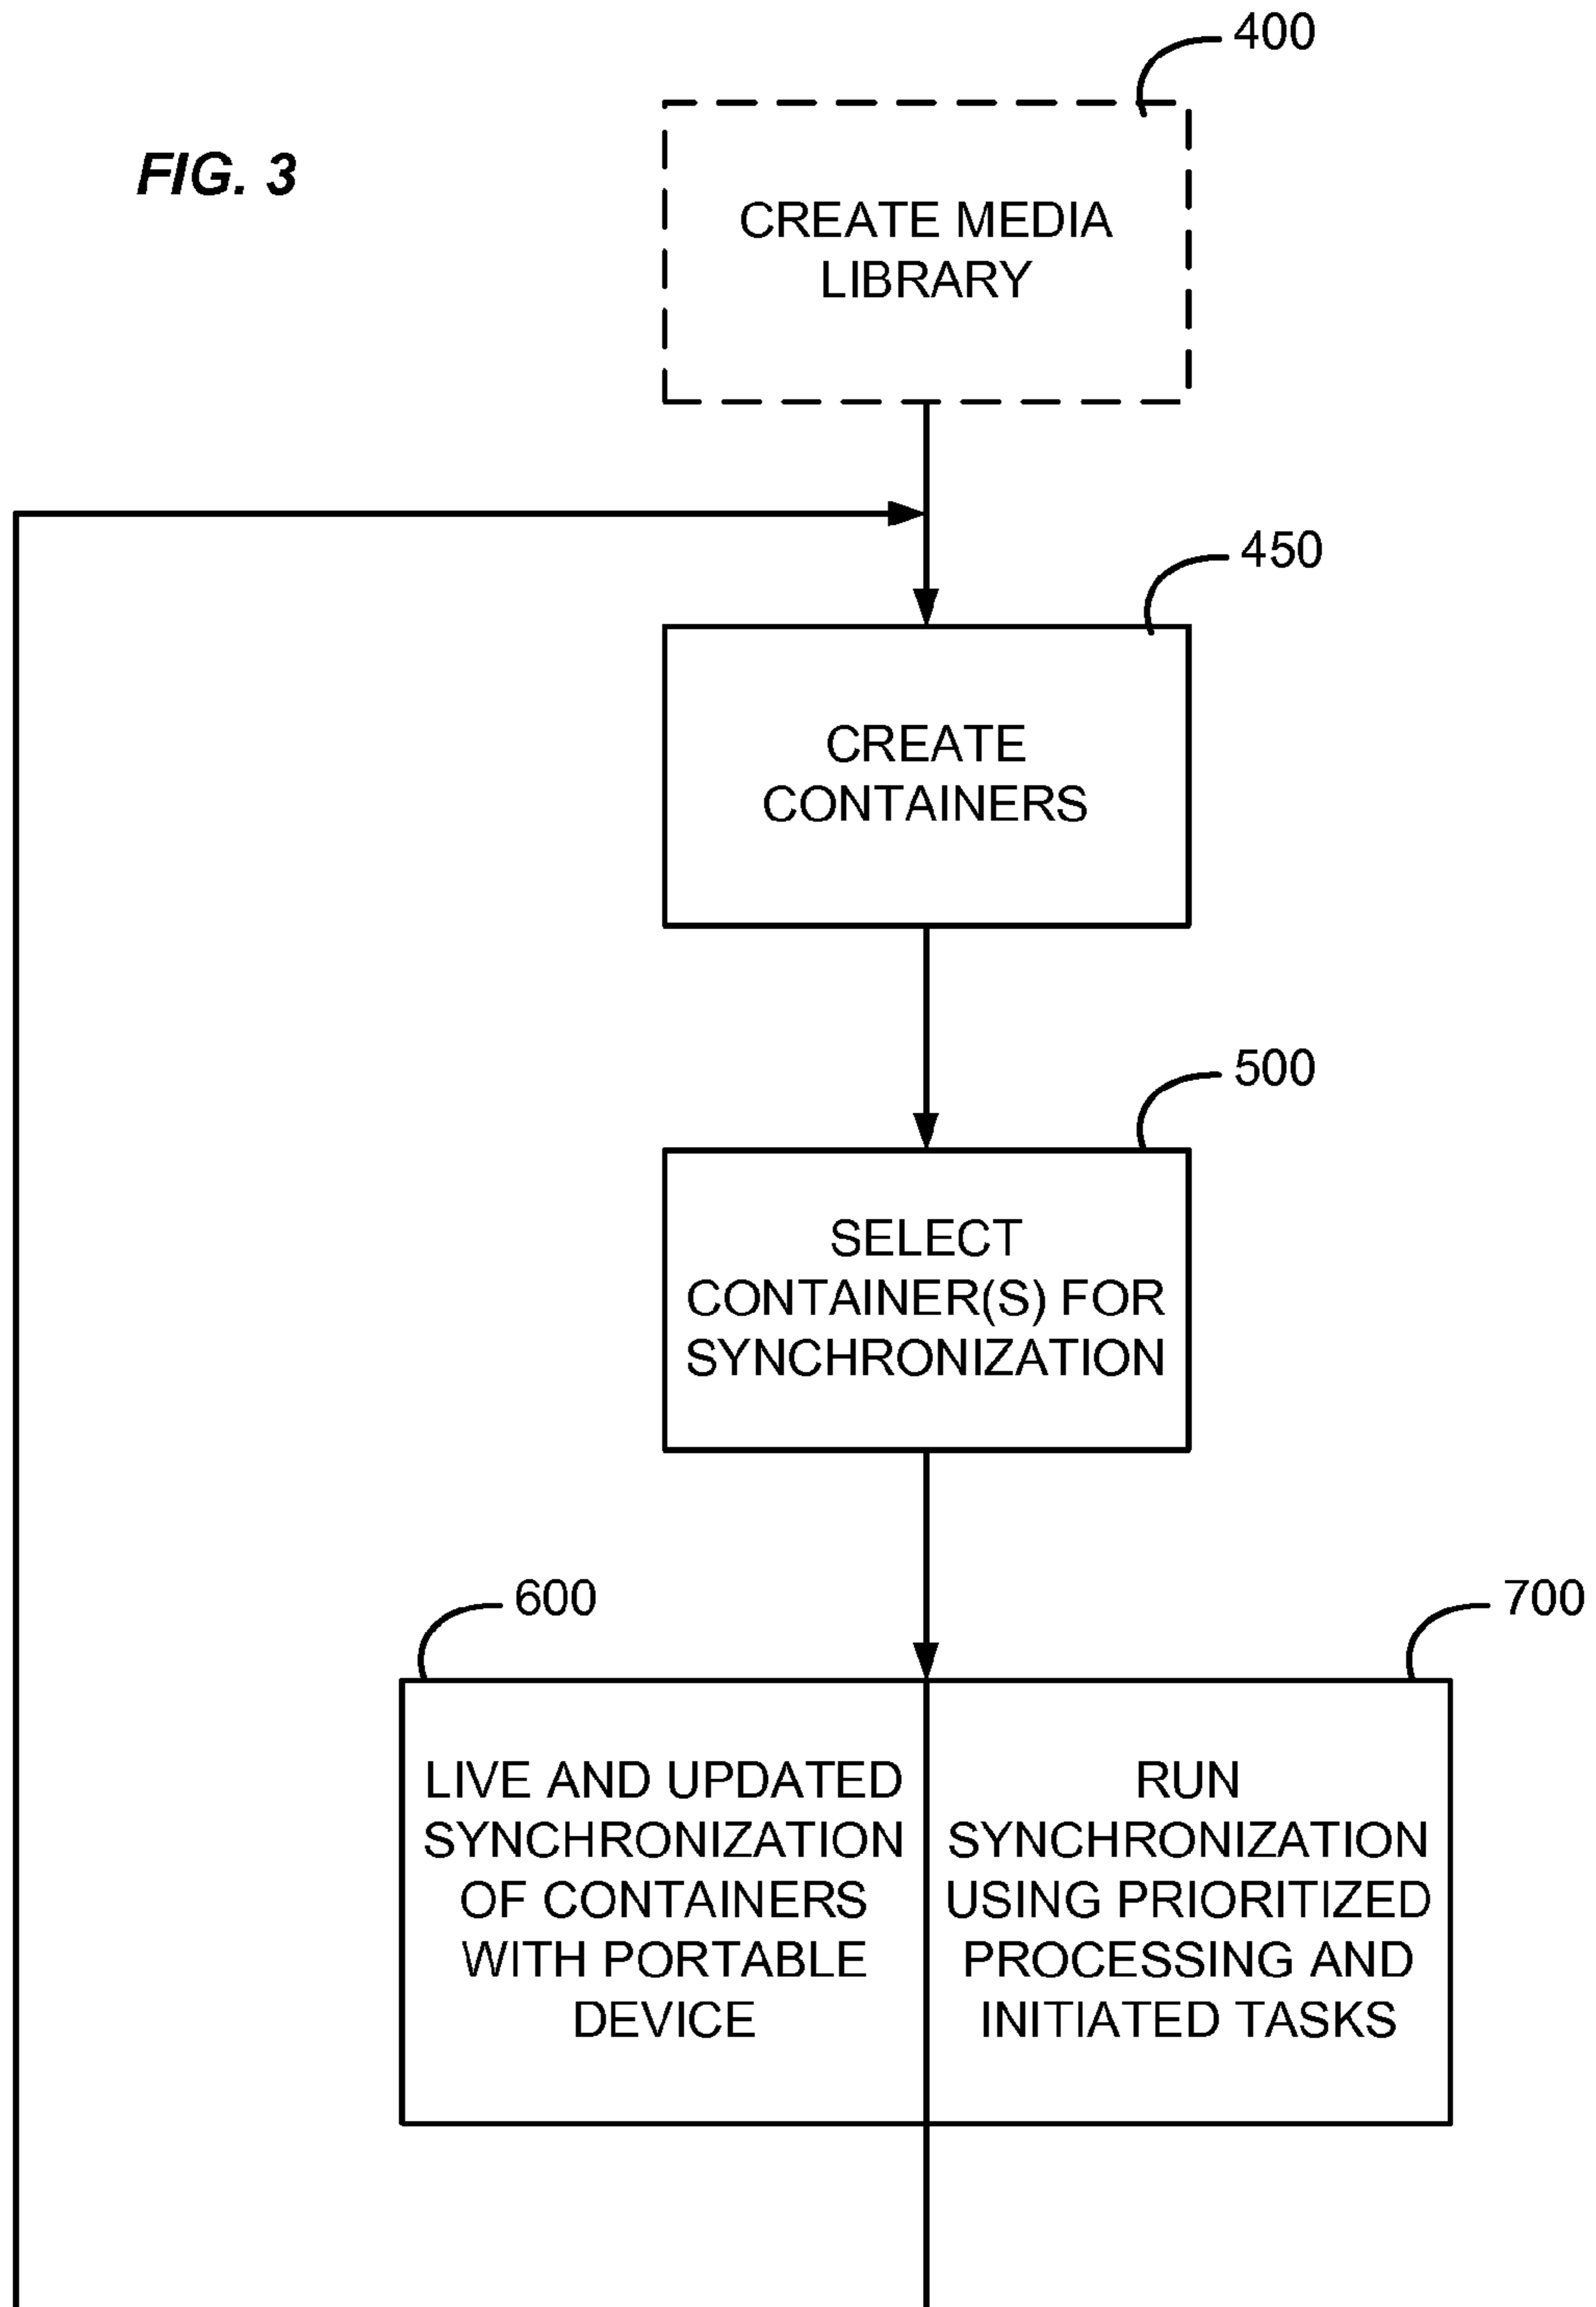 400
FIG. 3
CREATE MEDIA
LIBRARY
450
CREATE
CONTAINERS
500
SELECT
CONTAINER(S) FOR
SYNCHRONIZATION
600
700
LIVE AND UPDATED
SYNCHRONIZATION
OF CONTAINERS
WITH PORTABLE
DEVICE
RUN
SYNCHRONIZATION
USING PRIORITIZED
PROCESSING AND
INITIATED TASKS